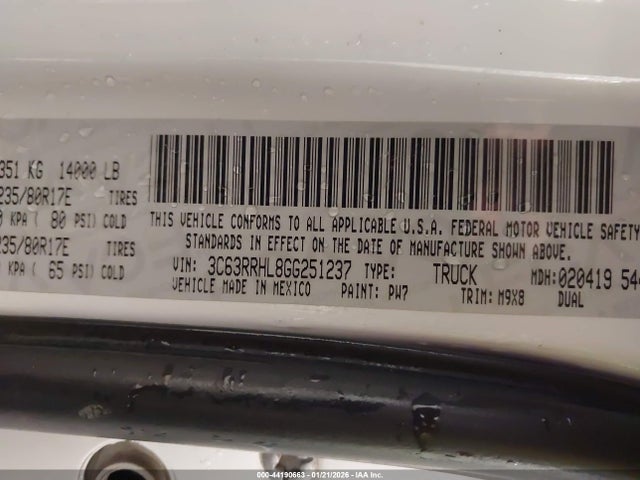 351 KG 14000 LB
235/80R17E TIRES
KPA ( 80 PSI) COLD
235/80R17E TIRES
KPA ( 65 PSI) COLD
THIS VEHICLE CONFORMS TO ALL APPLICABLE U.S.A. FEDERAL MOTOR VEHICLE SAFETY
STANDARDS IN EFFECT ON THE DATE OF MANUFACTURE SHOWN ABOVE.
VIN: 3C63RRHL8GG251237 TYPE: TRUCK MDH:020419 544
VEHICLE MADE IN MEXICO PAINT: PW7 TRIM: M9X8 DUAL
000-44190663 - 01/21/2026 - © IAA Inc.